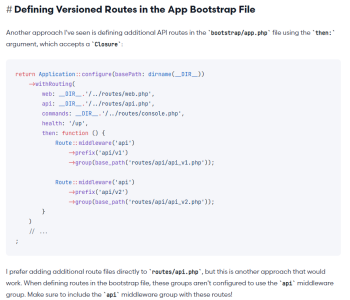 # Defining Versioned Routes in the App Bootstrap File
Another approach I've seen is defining additional API routes in the `bootstrap/app.php` file using the `then:`
argument, which accepts a `Closure`:
return Application::configure(basePath: dirname(__DIR__))
->withRouting(
web: __DIR__.'/../routes/web.php',
api: __DIR__.'/../routes/api.php',
commands: __DIR__.'/../routes/console.php',
health: '/up',
then: function () {
Route::middleware('api')
->prefix('api/v1')
->group(base_path('routes/api/api_v1.php'));
Route::middleware('api')
->prefix('api/v2')
->group(base_path('routes/api/api_v2.php'));
}
)
// ...
;
I prefer adding additional route files directly to `routes/api.php`, but this is another approach that would
work. When defining routes in the bootstrap file, these groups aren't configured to use the `api` middleware
group. Make sure to include the `api` middleware group with these routes!